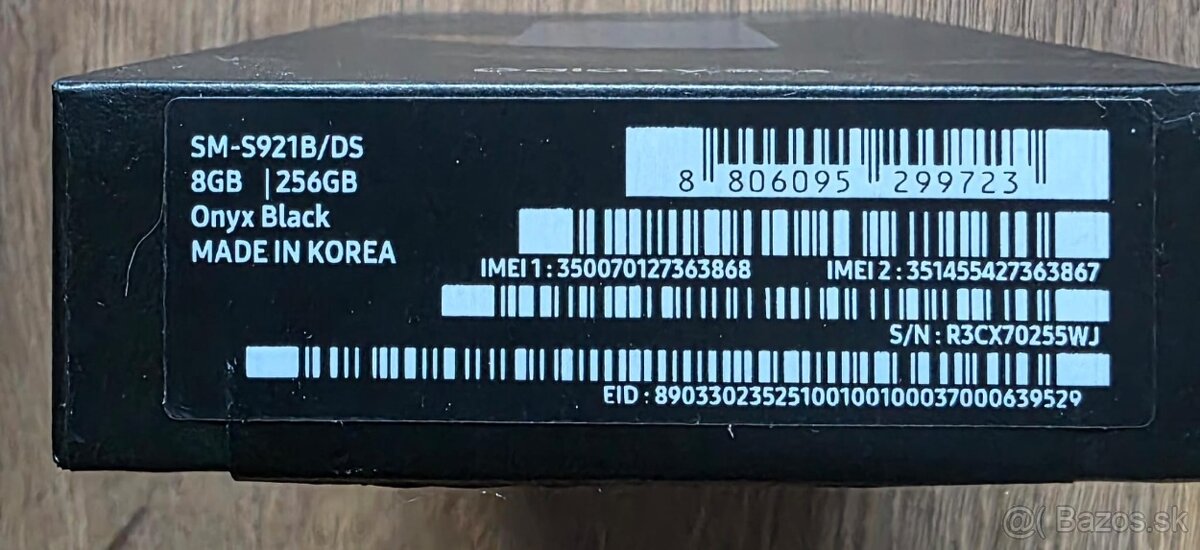 SM-S921B/DS
8GB | 256GB
Onyx Black
MADE IN KOREA
8 806095 299723
IMEI 1 : 350070127363868 IMEI 2 : 351455427363867
S/N : R3CX70255WJ
EID : 89033023525100100100037000639529
@( Bazos.sk